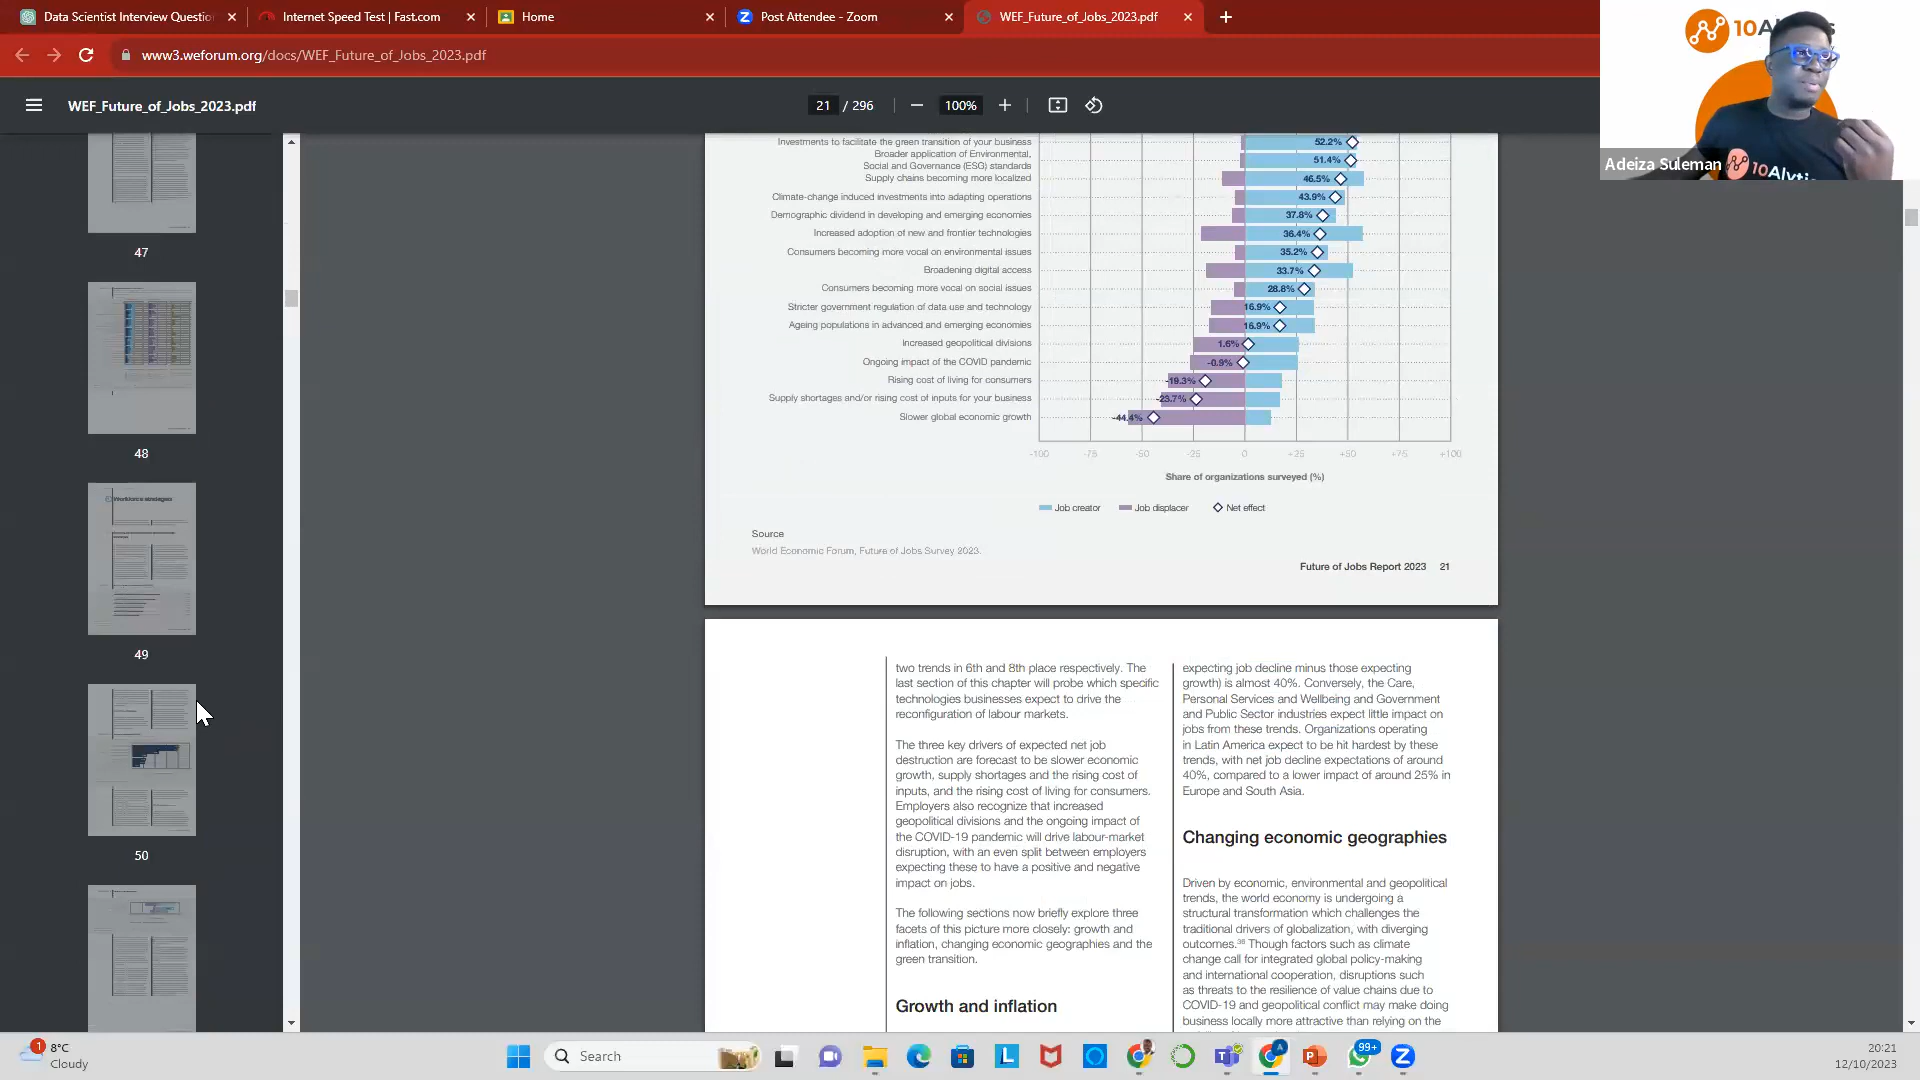 Data Scientist Interview Questio
Internet Speed Test | Fast.com
Home
Post Attendee - Zoom
WEF_Future_of_Jobs_2023.pdf
www3.weforum.org/docs/WEF_Future_of_Jobs_2023.pdf
WEF_Future_of_Jobs_2023.pdf
21 / 296
100%
10A s
Adeiza Suleman
10Alytic
47
48
Workforce strategies
49
50
Investments to facilitate the green transition of your business 52.2%
Broader application of Environmental,
Social and Governance (ESG) standards 51.4%
Supply chains becoming more localized 46.5%
Climate-change induced investments into adapting operations 43.9%
Demographic dividend in developing and emerging economies 37.8%
Increased adoption of new and frontier technologies 36.4%
Consumers becoming more vocal on environmental issues 35.2%
Broadening digital access 33.7%
Consumers becoming more vocal on social issues 28.8%
Stricter government regulation of data use and technology 16.9%
Ageing populations in advanced and emerging economies 16.9%
Increased geopolitical divisions 1.6%
Ongoing impact of the COVID pandemic -0.9%
Rising cost of living for consumers -19.3%
Supply shortages and/or rising cost of inputs for your business -23.7%
Slower global economic growth -44.4%
-100 -75 -50 -25 0 +25 +50 +75 +100
Share of organizations surveyed (%)
Job creator Job displacer Net effect
Source
World Economic Forum, Future of Jobs Survey 2023.
Future of Jobs Report 2023 21
two trends in 6th and 8th place respectively. The
last section of this chapter will probe which specific
technologies businesses expect to drive the
reconfiguration of labour markets.
The three key drivers of expected net job
destruction are forecast to be slower economic
growth, supply shortages and the rising cost of
inputs, and the rising cost of living for consumers.
Employers also recognize that increased
geopolitical divisions and the ongoing impact of
the COVID-19 pandemic will drive labour-market
disruption, with an even split between employers
expecting these to have a positive and negative
impact on jobs.
The following sections now briefly explore three
facets of this picture more closely: growth and
inflation, changing economic geographies and the
green transition.
Growth and inflation
expecting job decline minus those expecting
growth) is almost 40%. Conversely, the Care,
Personal Services and Wellbeing and Government
and Public Sector industries expect little impact on
jobs from these trends. Organizations operating
in Latin America expect to be hit hardest by these
trends, with net job decline expectations of around
40%, compared to a lower impact of around 25% in
Europe and South Asia.
Changing economic geographies
Driven by economic, environmental and geopolitical
trends, the world economy is undergoing a
structural transformation which challenges the
traditional drivers of globalization, with diverging
outcomes.³⁸ Though factors such as climate
change call for integrated global policy-making
and international cooperation, disruptions such
as threats to the resilience of value chains due to
COVID-19 and geopolitical conflict may make doing
business locally more attractive than relying on the
1
8°C
Cloudy
Search
99+
20:21
12/10/2023